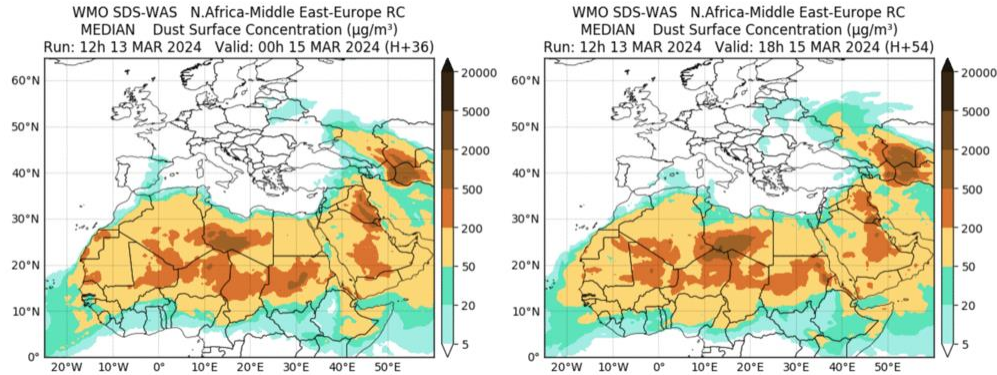 WMO SDS-WAS N.Africa-Middle East-Europe RC
MEDIAN Dust Surface Concentration (µg/m³)
Run: 12h 13 MAR 2024 Valid: 00h 15 MAR 2024 (H+36)
60°N
50°N
40°N
30°N
20°N
10°N
0°
20°W
10°W
0°
10°E
20°E
30°E
40°E
50°E
20000
5000
2000
500
200
50
20
5
WMO SDS-WAS N.Africa-Middle East-Europe RC
MEDIAN Dust Surface Concentration (µg/m³)
Run: 12h 13 MAR 2024 Valid: 18h 15 MAR 2024 (H+54)
60°N
50°N
40°N
30°N
20°N
10°N
0°
20°W
10°W
0°
10°E
20°E
30°E
40°E
50°E
20000
5000
2000
500
200
50
20
5